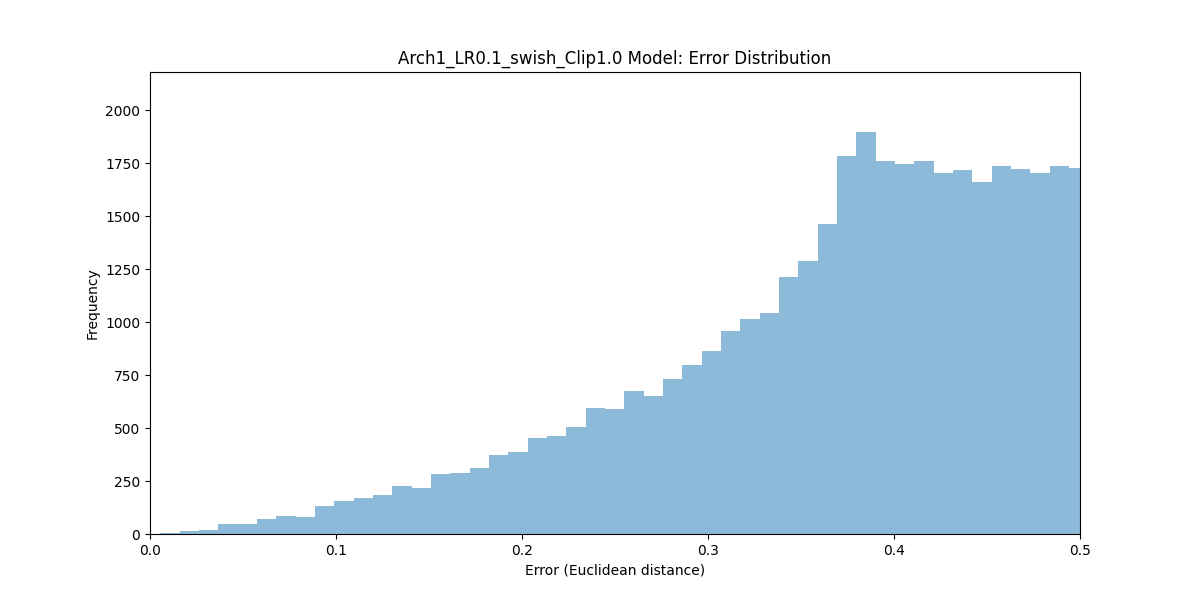 Arch1_LR0.1_swish_Clip1.0 Model: Error Distribution
Frequency
2000
1750
1500
1250
1000
750
500
250
0
0.0 0.1 0.2 0.3 0.4 0.5
Error (Euclidean distance)